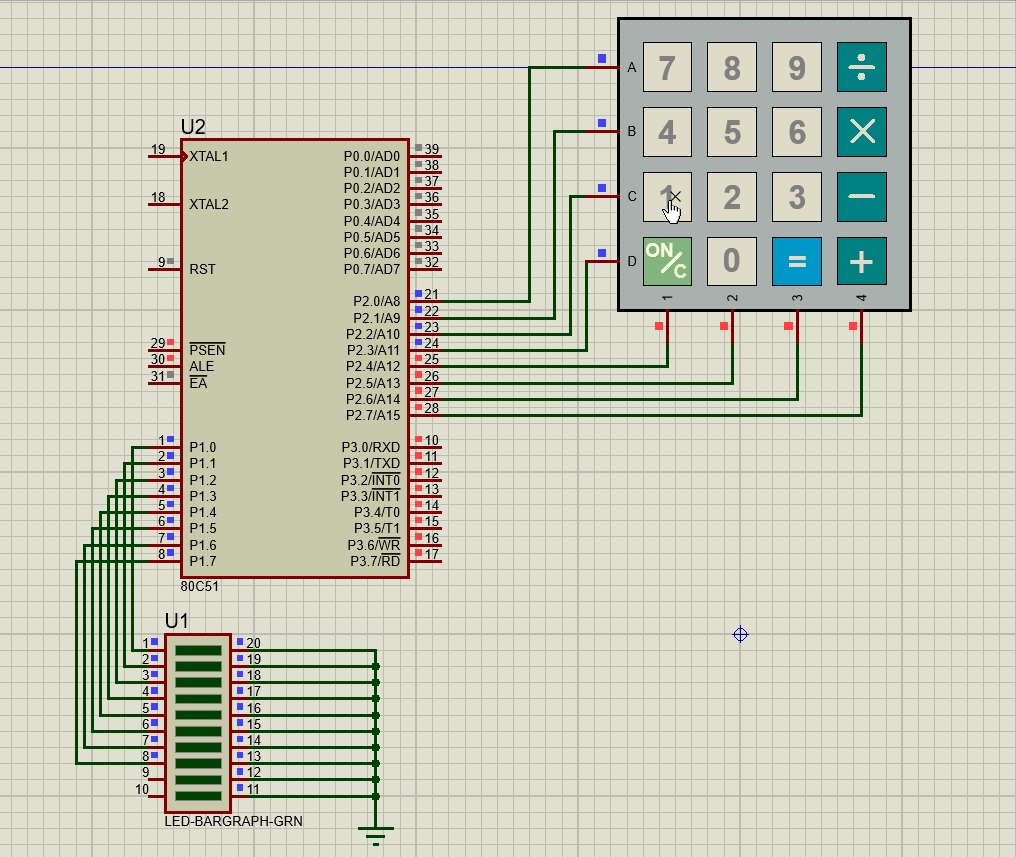 U2
19
XTAL1
18
XTAL2
9
RST
29
PSEN
30
ALE
31
EA
1
P1.0
2
P1.1
3
P1.2
4
P1.3
5
P1.4
6
P1.5
7
P1.6
8
P1.7
P0.0/AD0
39
P0.1/AD1
38
P0.2/AD2
37
P0.3/AD3
36
P0.4/AD4
35
P0.5/AD5
34
P0.6/AD6
33
P0.7/AD7
32
P2.0/A8
21
P2.1/A9
22
P2.2/A10
23
P2.3/A11
24
P2.4/A12
25
P2.5/A13
26
P2.6/A14
27
P2.7/A15
28
P3.0/RXD
10
P3.1/TXD
11
P3.2/INT0
12
P3.3/INT1
13
P3.4/T0
14
P3.5/T1
15
P3.6/WR
16
P3.7/RD
17
80C51
A
7 8 9 ÷
B
4 5 6 ×
C
1 2 3 −
D
ON/C 0 = +
1 2 3 4
U1
1 20
2 19
3 18
4 17
5 16
6 15
7 14
8 13
9 12
10 11
LED-BARGRAPH-GRN